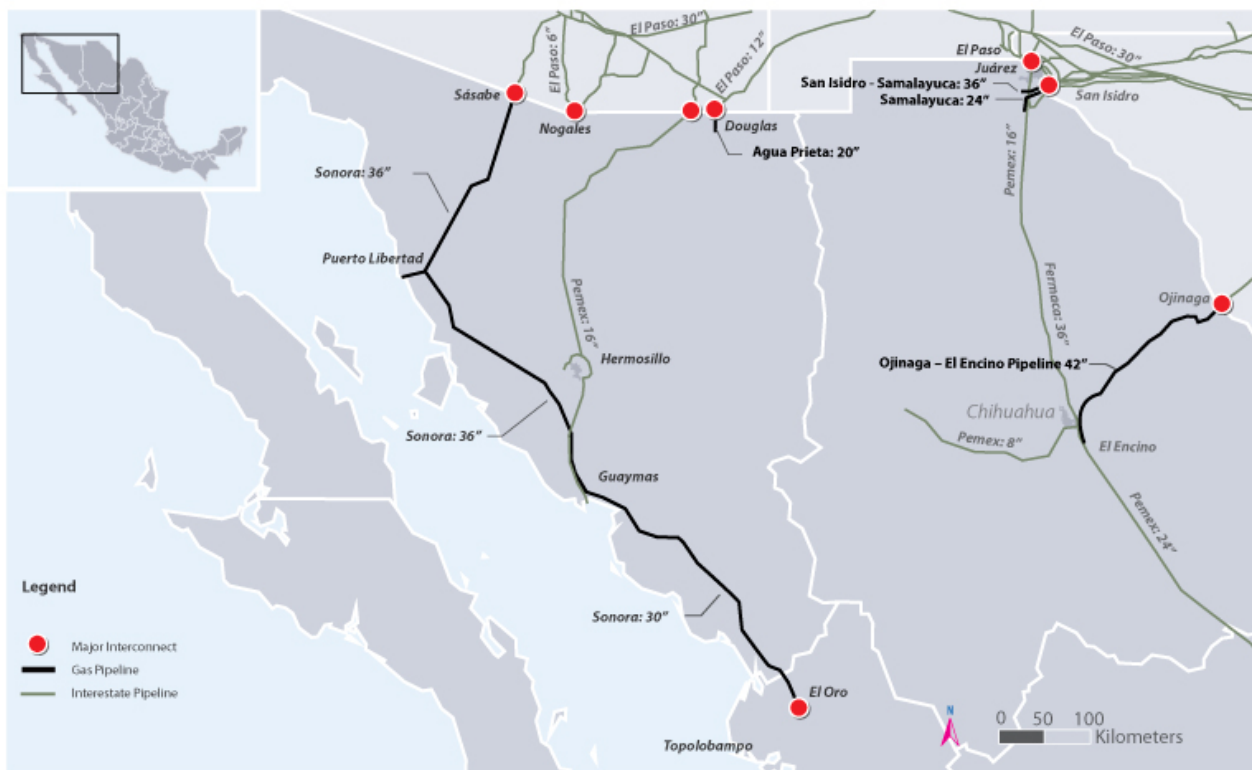 El Paso: 30”
El Paso: 6”
El Paso: 12”
El Paso
El Paso: 30”
Juárez
San Isidro - Samalayuca: 36”
San Isidro
Samalayuca: 24”
Sásabe
Nogales
Douglas
Agua Prieta: 20”
Pemex: 16”
Sonora: 36”
Puerto Libertad
Fermaca: 36”
Ojinaga
Pemex: 16”
Hermosillo
Ojinaga – El Encino Pipeline 42”
Chihuahua
Sonora: 36”
Pemex: 8”
El Encino
Guaymas
Pemex: 24”
Legend
Sonora: 30”
Major Interconnect
Gas Pipeline
Interestate Pipeline
El Oro
Topolobampo
N
0 50 100
Kilometers